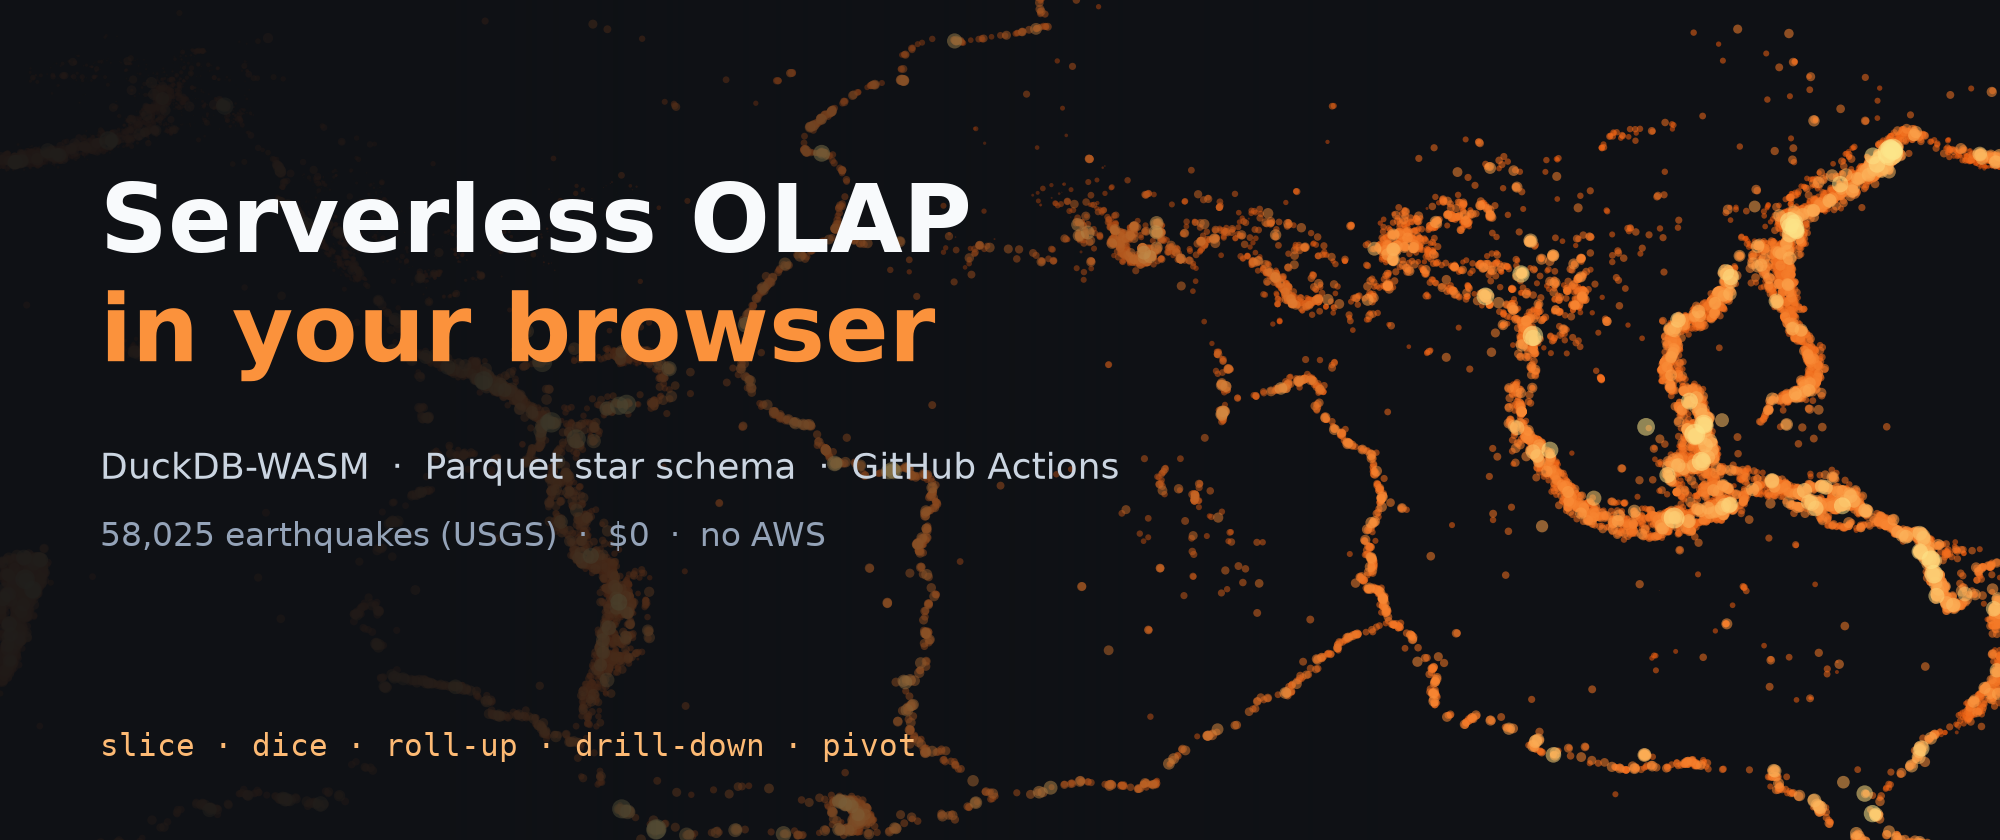 Serverless OLAP
in your browser
DuckDB-WASM · Parquet star schema · GitHub Actions
58,025 earthquakes (USGS) · $0 · no AWS
slice · dice · roll-up · drill-down · pivot